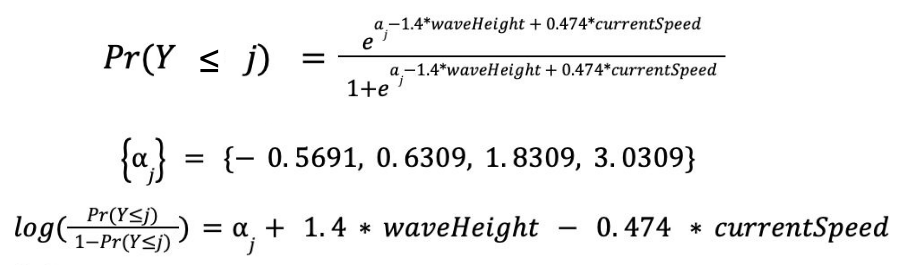 Pr(Y ≤ j) = e^(a_j−1.4*waveHeight + 0.474*currentSpeed) / 1+e^(a_j−1.4*waveHeight + 0.474*currentSpeed)
{α_j} = {− 0.5691, 0.6309, 1.8309, 3.0309}
log(Pr(Y≤j) / 1−Pr(Y≤j)) = α_j + 1.4 * waveHeight − 0.474 * currentSpeed